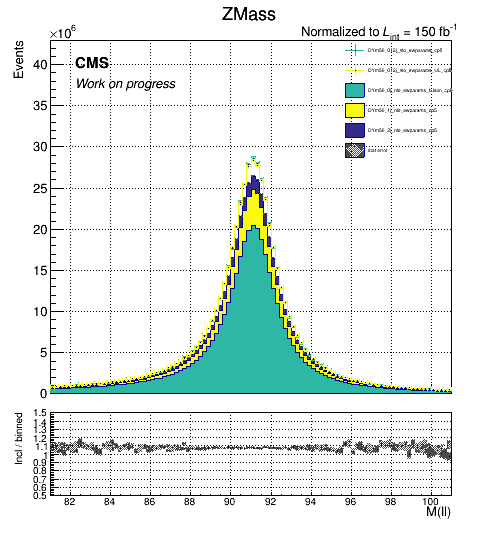 ZMass
Normalized to Lint = 150 fb-1
×10^6
Events
CMS
Work on progress
40
35
30
25
20
15
10
5
0
Incl / binned
1.5
1.4
1.3
1.2
1.1
1
0.9
0.8
0.7
0.6
0.5
82 84 86 88 90 92 94 96 98 100
M(ll)